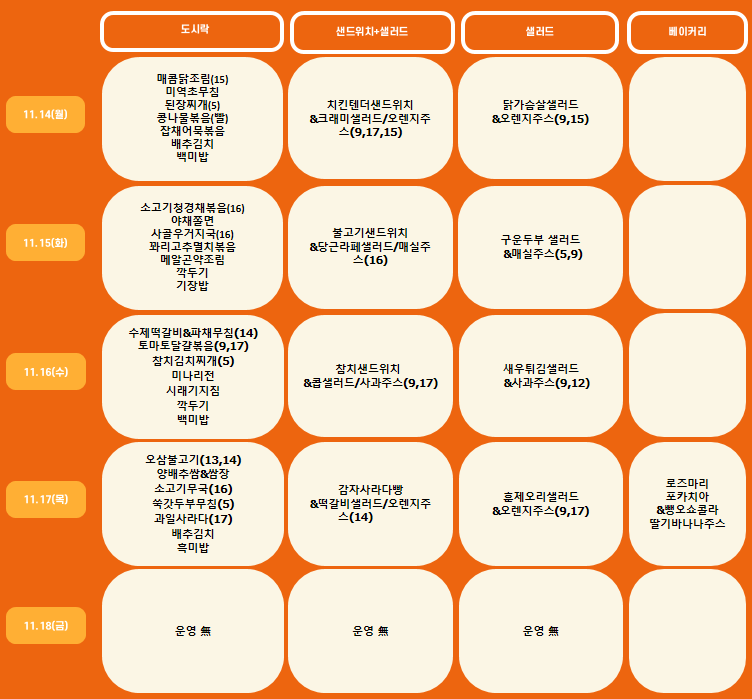 도시락
샌드위치+샐러드
샐러드
베이커리
11.14(월)
매콤닭조림(15)
미역초무침
된장찌개(5)
콩나물볶음(빨)
잡채어묵볶음
배추김치
백미밥
치킨텐더샌드위치
&크래미샐러드/오렌지주
스(9,17,15)
닭가슴살샐러드
&오렌지주스(9,15)
11.15(화)
소고기청경채볶음(16)
야채쫄면
사골우거지국(16)
꽈리고추멸치볶음
메알곤약조림
깍두기
기장밥
불고기샌드위치
&당근라페샐러드/매실주
스(16)
구운두부 샐러드
&매실주스(5,9)
11.16(수)
수제떡갈비&파채무침(14)
토마토달걀볶음(9,17)
참치김치찌개(5)
미나리전
시래기지짐
깍두기
백미밥
참치샌드위치
&콥샐러드/사과주스(9,17)
새우튀김샐러드
&사과주스(9,12)
11.17(목)
오삼불고기(13,14)
양배추쌈&쌈장
소고기무국(16)
쑥갓두부무침(5)
과일사라다(17)
배추김치
흑미밥
감자사라다빵
&떡갈비샐러드/오렌지주
스(14)
훈제오리샐러드
&오렌지주스(9,17)
로즈마리
포카치아
&뺑오쇼콜라
딸기바나나주스
11.18(금)
운영 無
운영 無
운영 無